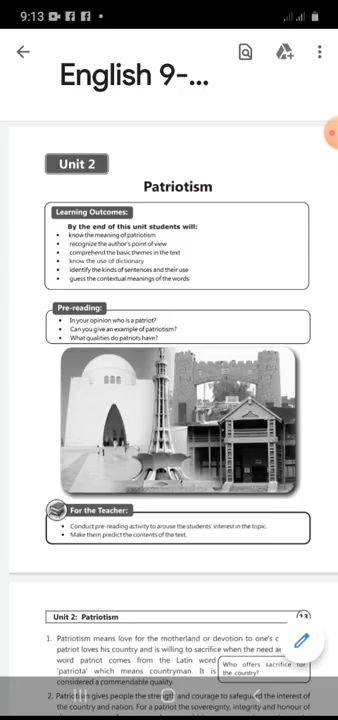 9:13
English 9-...
Unit 2
Patriotism
Learning Outcomes:
By the end of this unit students will:
• know the meaning of patriotism
• recognize the author's point of view
• comprehend the basic themes in the text
• know the use of dictionary
• identify the kinds of sentences and their use
• guess the contextual meanings of the words
Pre-reading:
• In your opinion who is a patriot?
• Can you give an example of patriotism?
• What qualities do patriots have?
For the Teacher:
• Conduct pre-reading activity to arouse the students' interest in the topic.
• Make them predict the contents of the text.
Unit 2: Patriotism
1. Patriotism means love for the motherland or devotion to one's
patriot loves his country and is willing to sacrifice when the need
word patriot comes from the Latin word
'patriota' which means countryman. It is
considered a commendable quality.
Who offers sacrifice for
the country?
2. Patriotism gives people the strength and courage to safeguard the interest of
the country and nation. For a patriot the sovereignty, integrity and honour of